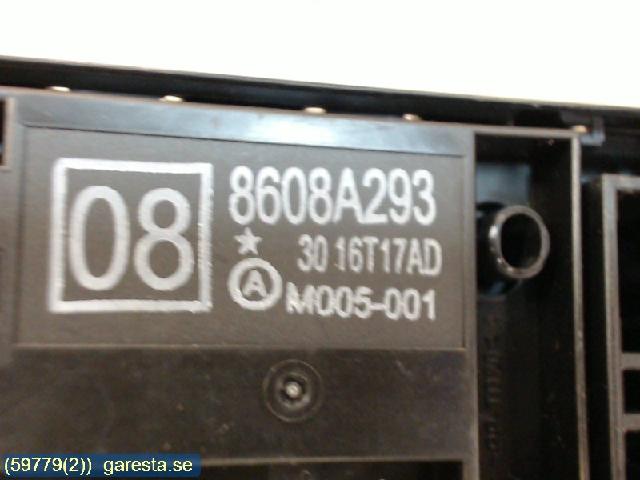 08
8608A293
★ 30 16T17AD
Ⓐ M005-001
(59779(2)) garesta.se